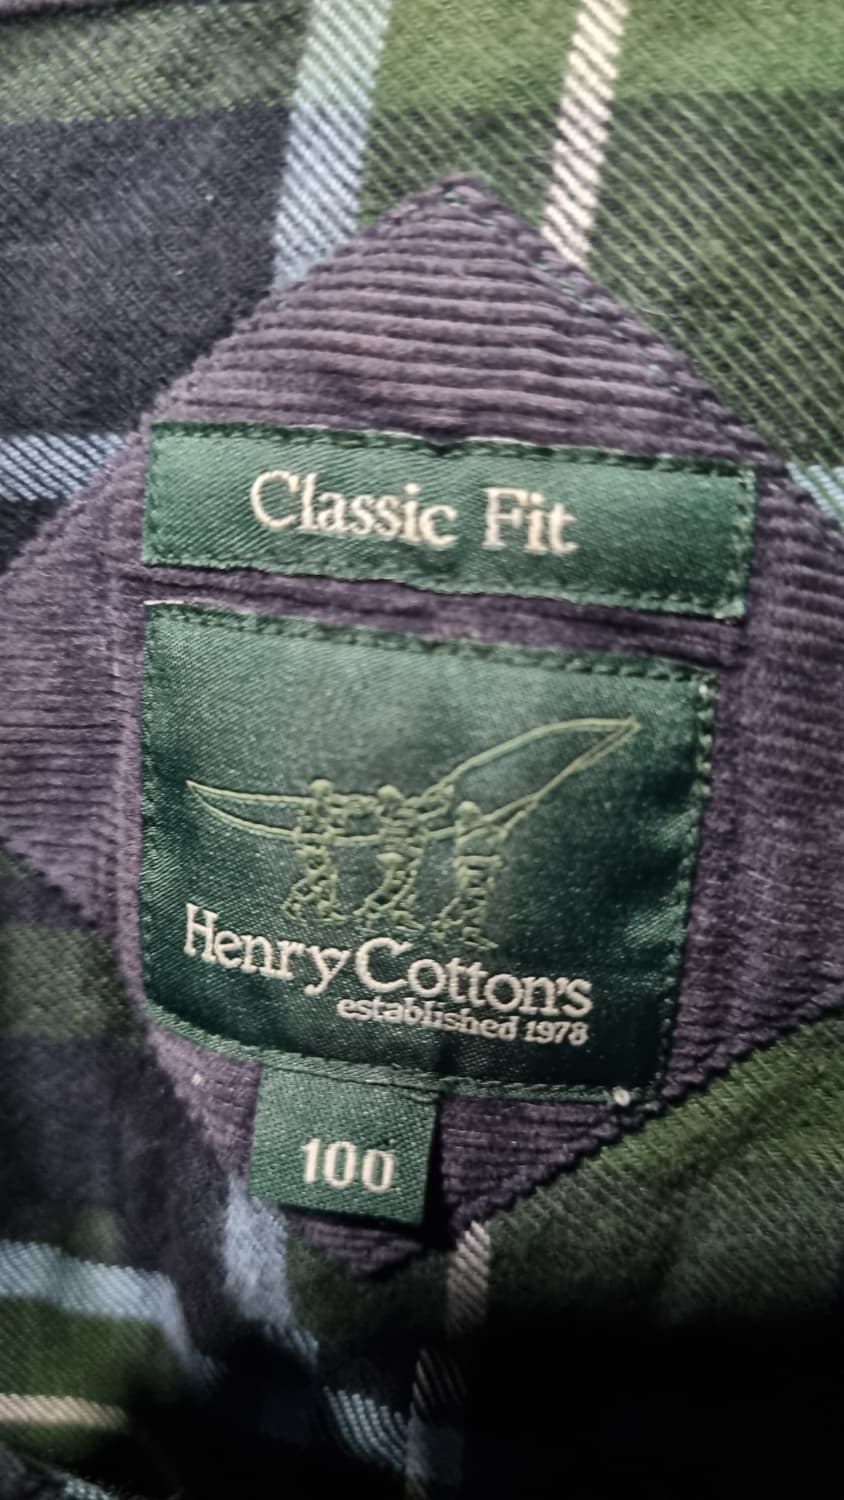 Classic Fit
Henry Cotton's
established 1978
100